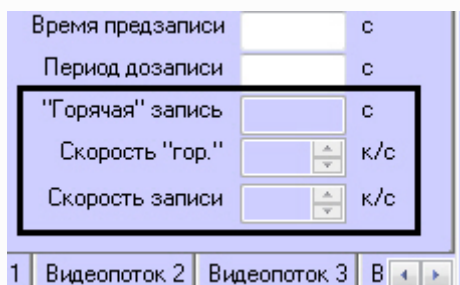 Время предзаписи с
Период дозаписи с
"Горячая" запись с
Скорость "гор." к/с
Скорость записи к/с
1 Видеопоток 2 Видеопоток 3 В